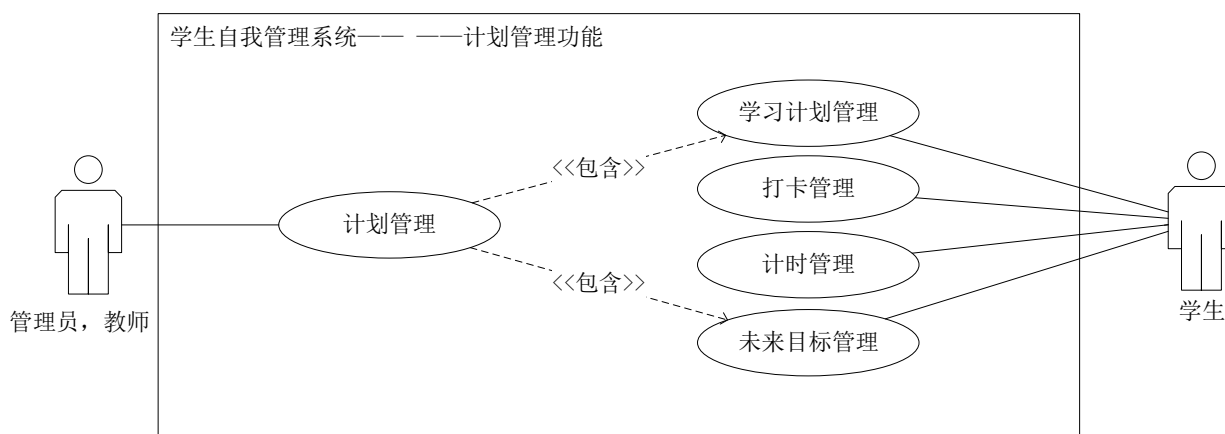 学生自我管理系统—— ——计划管理功能
学习计划管理
<<包含>>
打卡管理
计划管理
计时管理
<<包含>>
管理员，教师
学生
未来目标管理